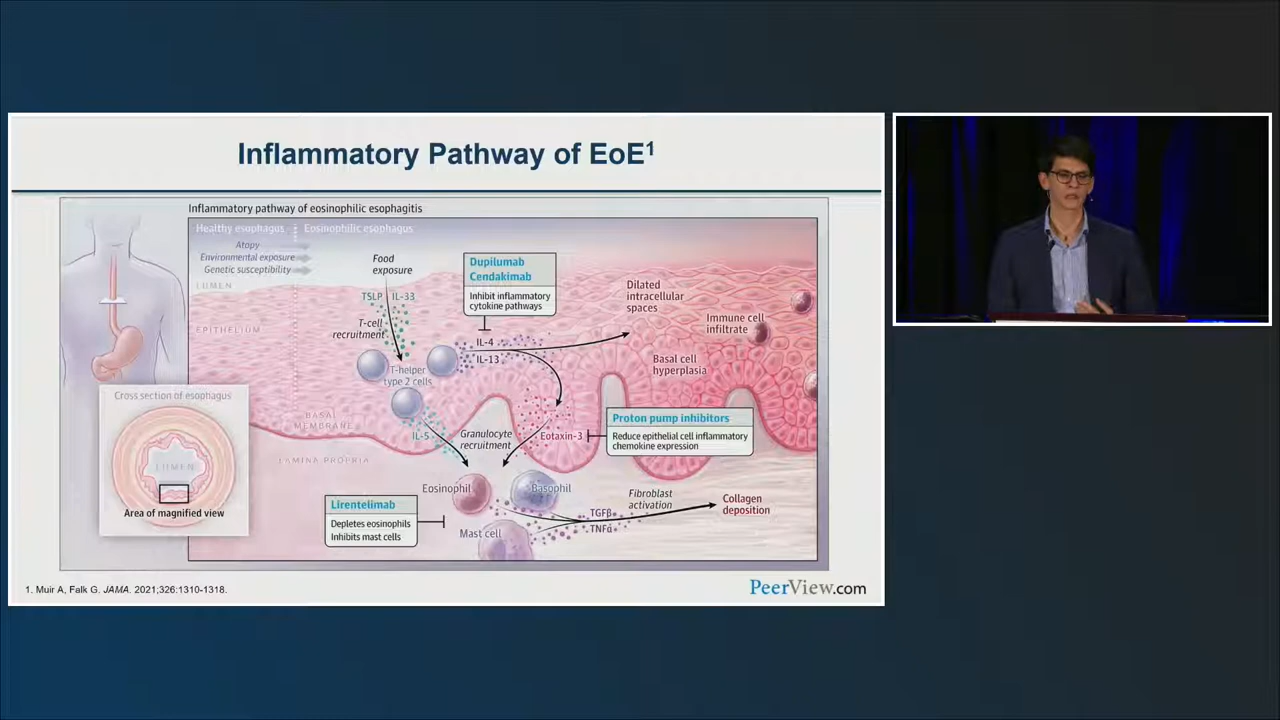 Inflammatory Pathway of EoE1
Inflammatory pathway of eosinophilic esophagitis
Healthy esophagus
Eosinophilic esophagus
Atopy
Environmental exposure
Genetic susceptibility
LUMEN
EPITHELIUM
BASAL
MEMBRANE
LAMINA PROPRIA
Food
exposure
TSLP
IL-33
T-cell
recruitment
T-helper
type 2 cells
Dupilumab
Cendakimab
Inhibit inflammatory
cytokine pathways
IL-4
IL-13
Dilated
intracellular
spaces
Immune cell
infiltrate
Basal cell
hyperplasia
IL-5
Granulocyte
recruitment
Eotaxin-3
Proton pump inhibitors
Reduce epithelial cell inflammatory
chemokine expression
Eosinophil
Basophil
Mast cell
Lirentelimab
Depletes eosinophils
Inhibits mast cells
TGFβ
TNFα
Fibroblast
activation
Collagen
deposition
Cross section of esophagus
LUMEN
Area of magnified view
1. Muir A, Falk G. JAMA. 2021;326:1310-1318.
PeerView.com